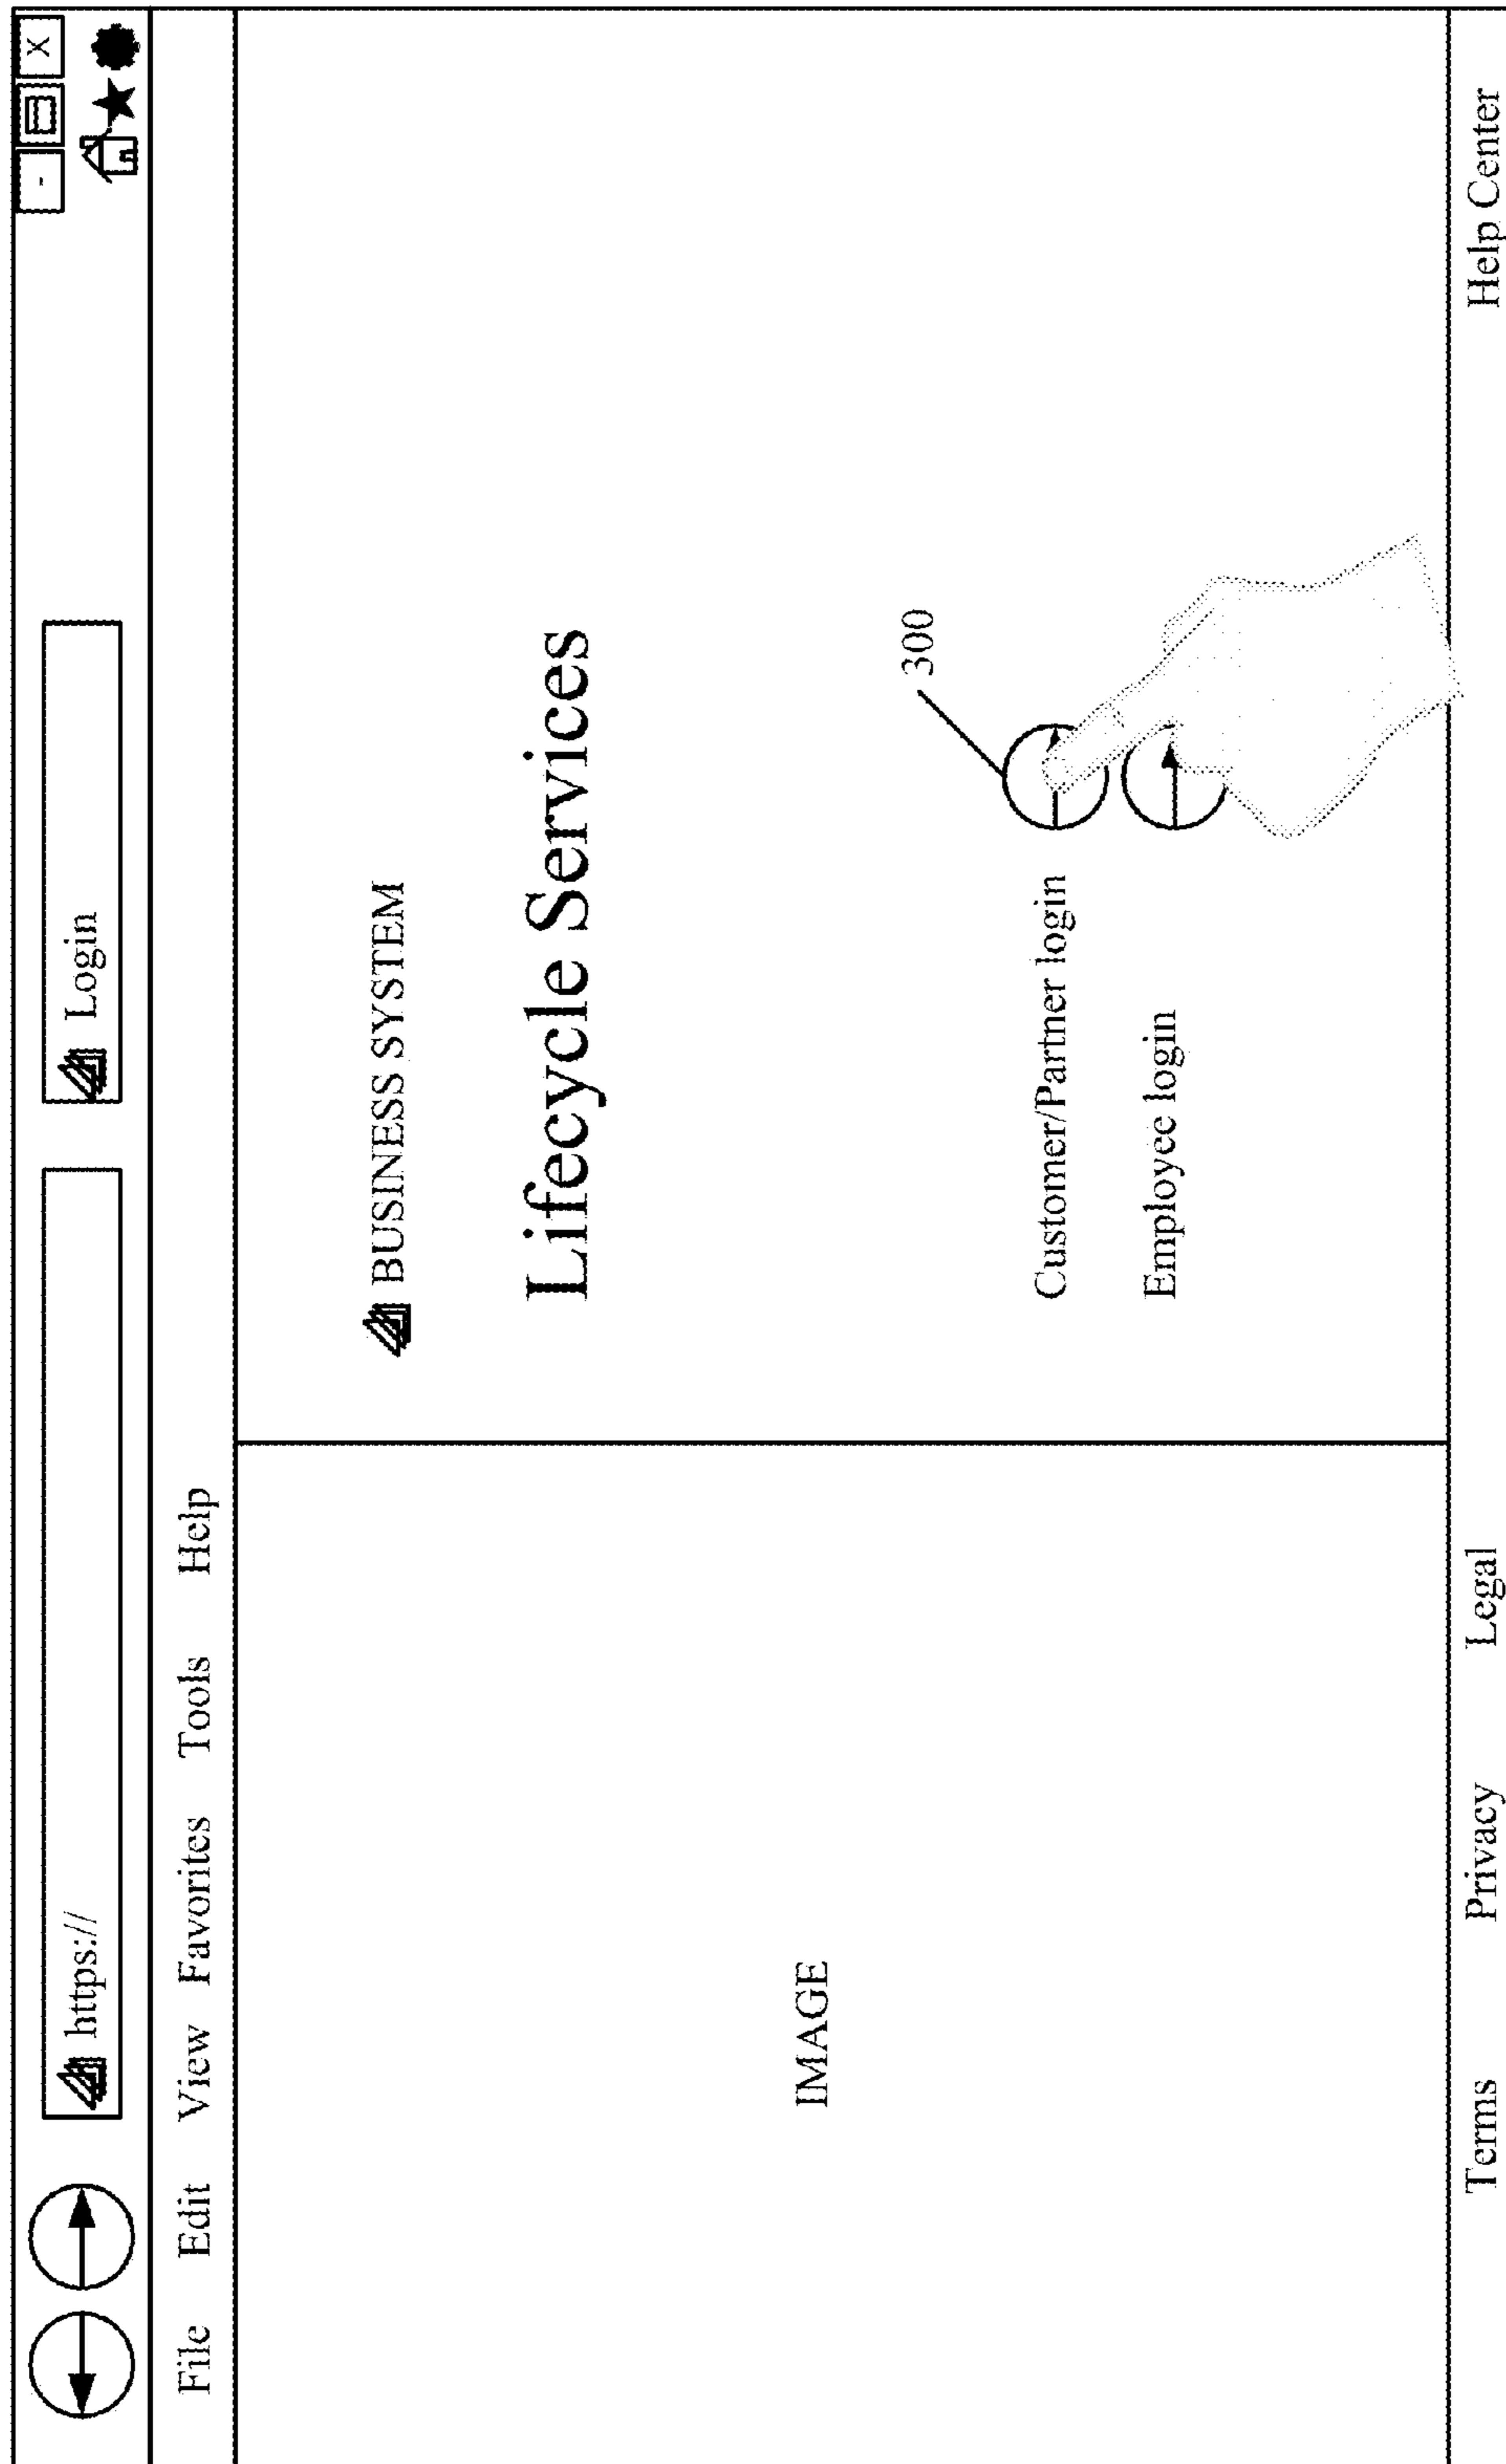 - X
https:// Login
File Edit View Favorites Tools Help
BUSINESS SYSTEM
Lifecycle Services
IMAGE
300
Customer/Partner login
Employee login
Terms Privacy Legal Help Center